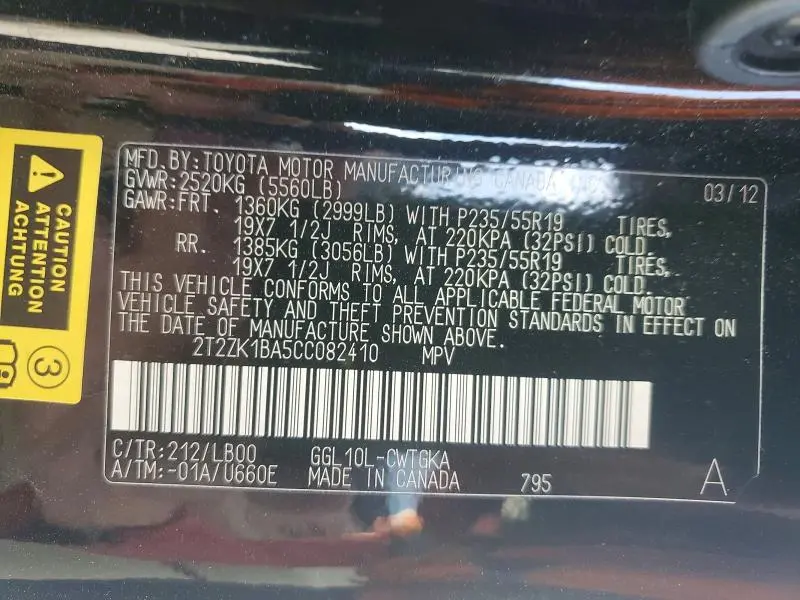 ATTENTION
ACHTUNG
3
MFD. BY: TOYOTA MOTOR MANUFACTURING CANADA INC. 03/12
GVWR: 2520KG (5560LB)
GAWR: FRT. 1360KG (2999LB) WITH P235/55R19 TIRES,
19X7 1/2J RIMS, AT 220KPA (32PSI) COLD.
RR. 1385KG (3056LB) WITH P235/55R19 TIRES,
19X7 1/2J RIMS, AT 220KPA (32PSI) COLD.
THIS VEHICLE CONFORMS TO ALL APPLICABLE FEDERAL MOTOR
VEHICLE SAFETY AND THEFT PREVENTION STANDARDS IN EFFECT ON
THE DATE OF MANUFACTURE SHOWN ABOVE.
2T2ZK1BA5CC082410 MPV
C/TR: 212/LB00 GGL10L-CWTGKA
A/TM: -01A/U660E MADE IN CANADA 795 A